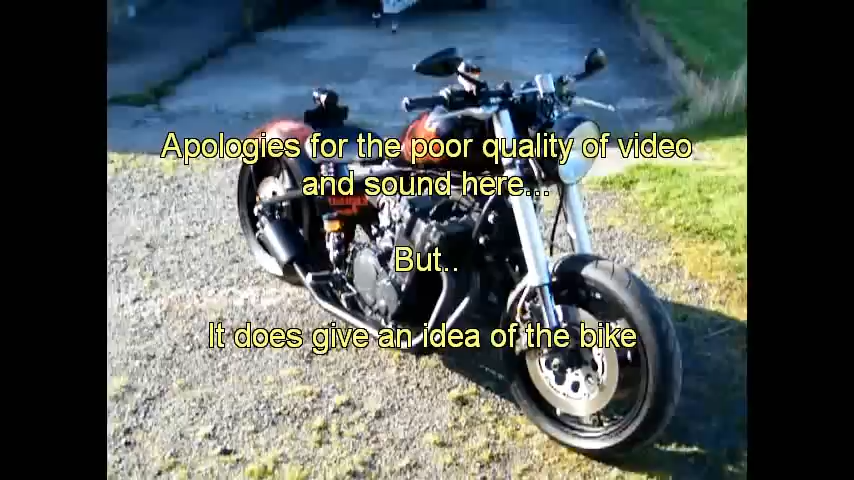 Apologies for the poor quality of video
and sound here...
But..
It does give an idea of the bike